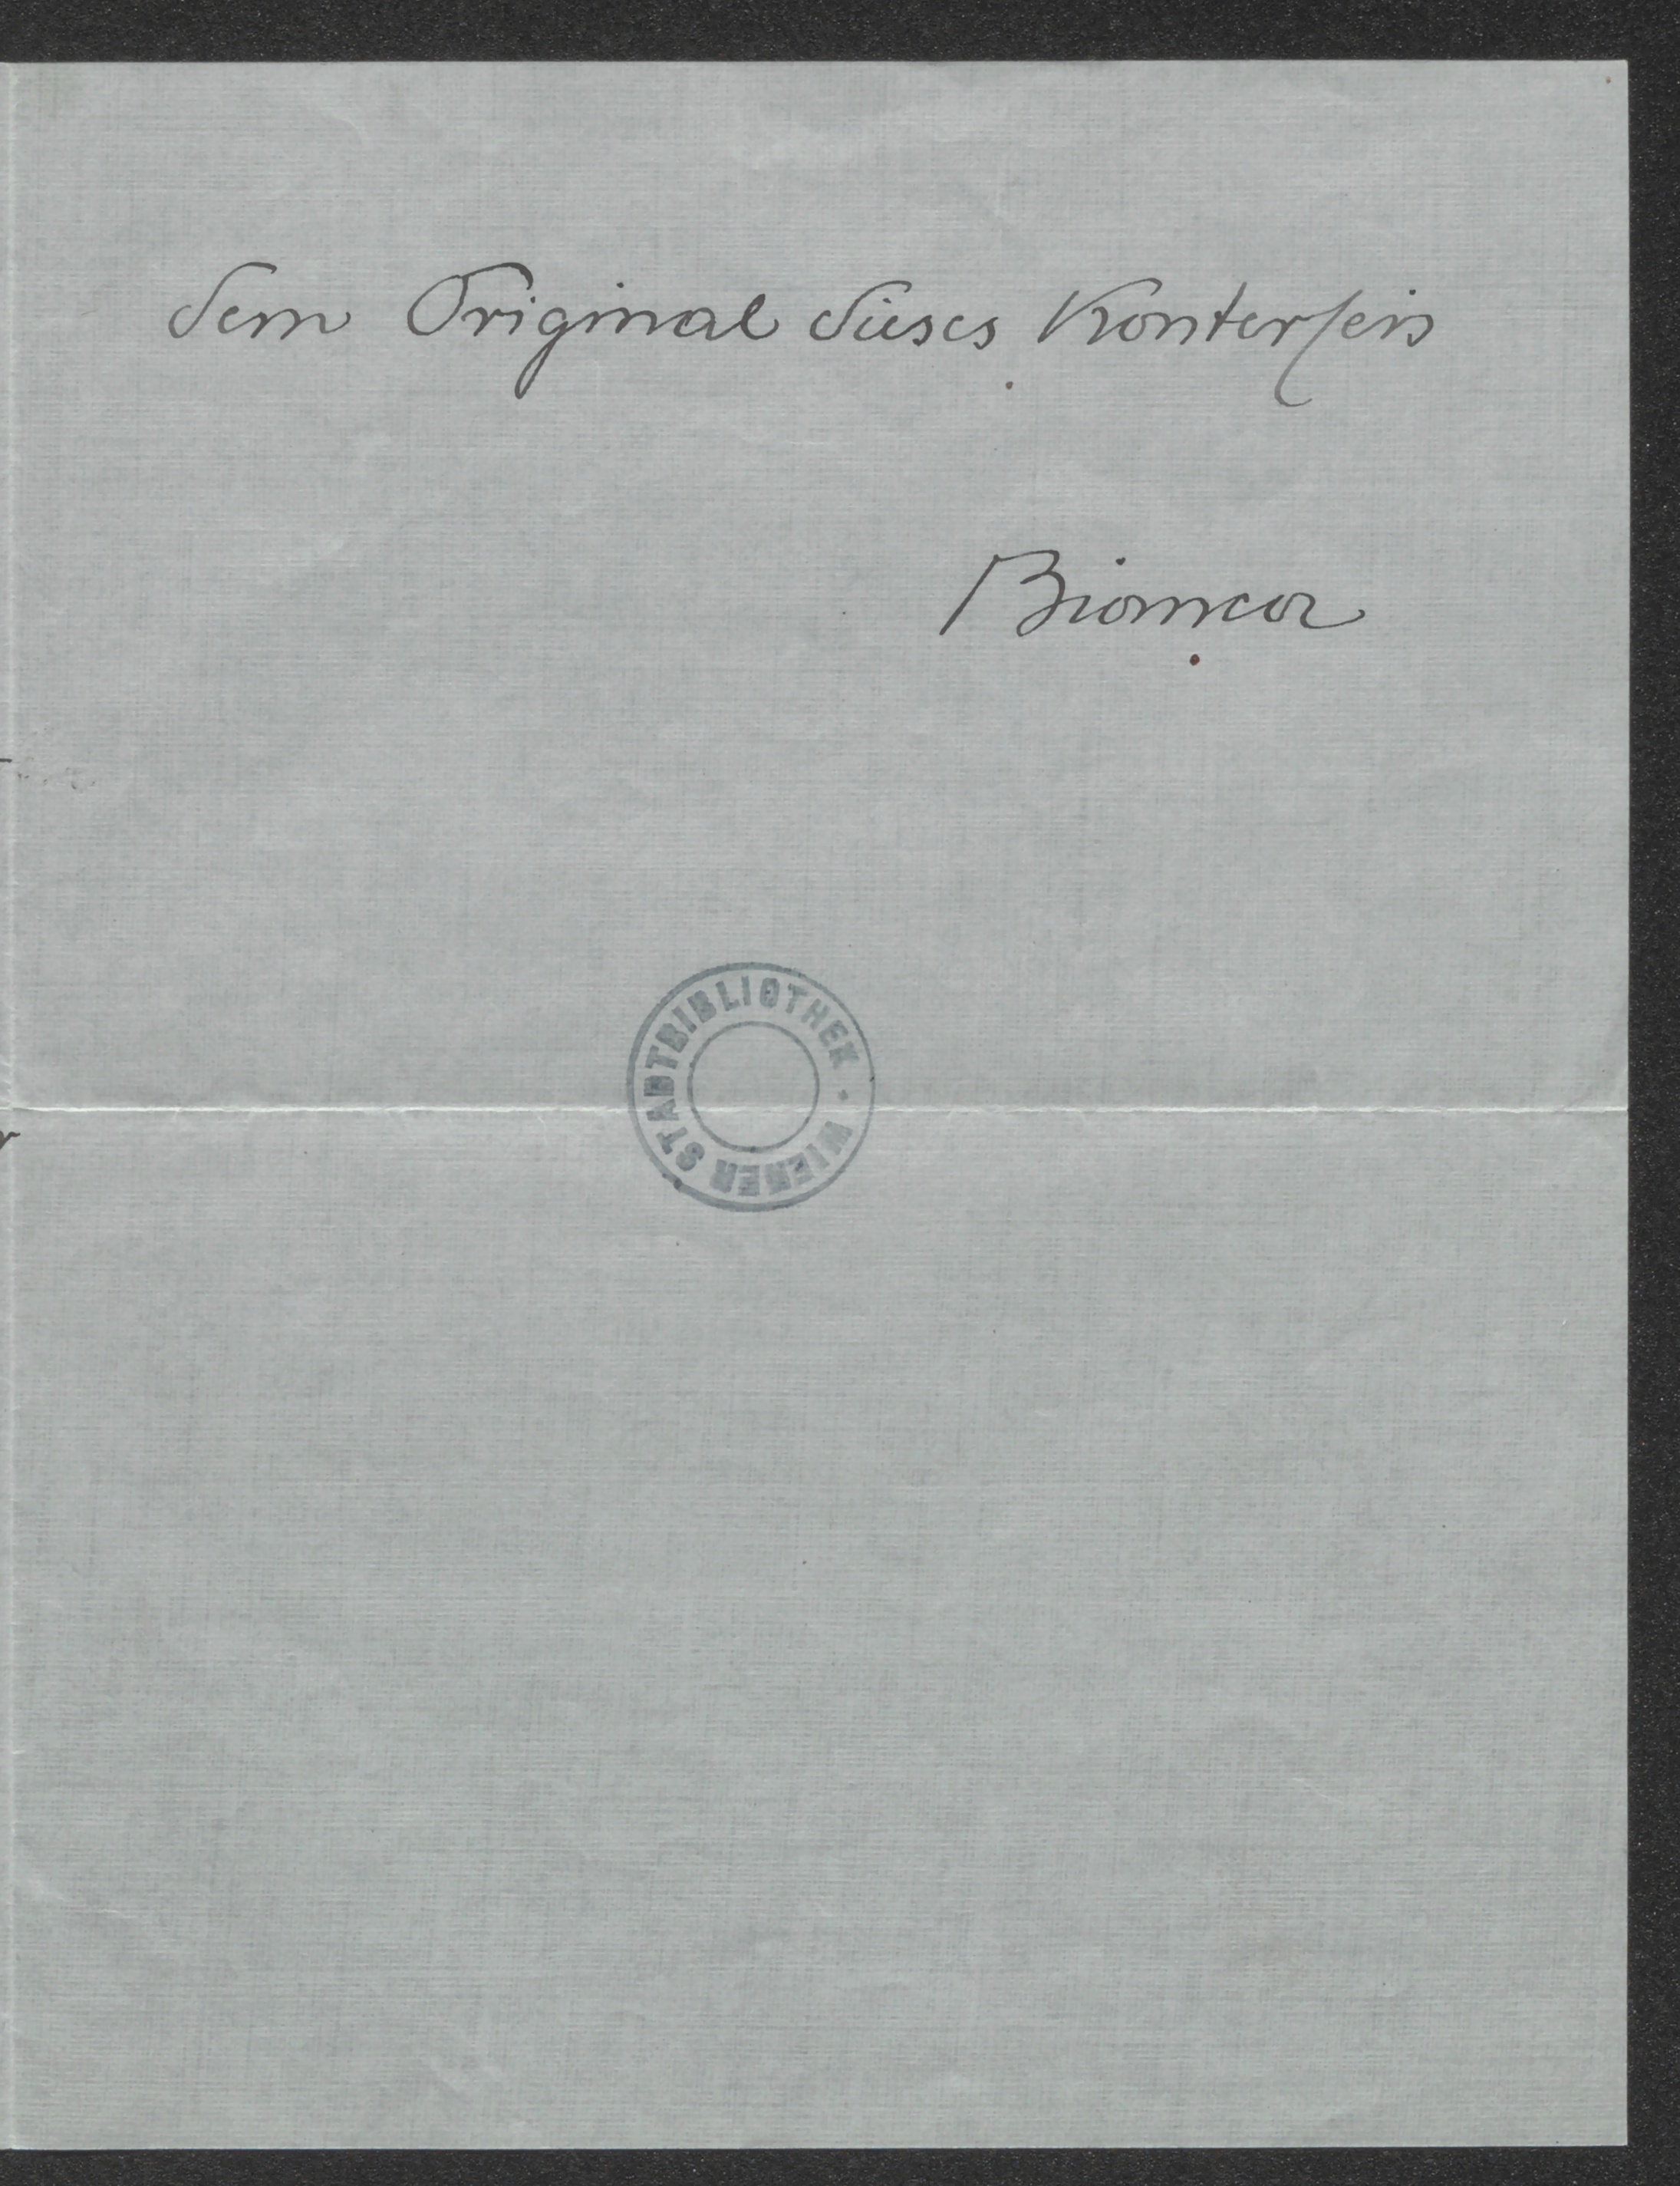 dem Original dieses Konterfeis
Bianca
WIENER STADTBIBLIOTHEK